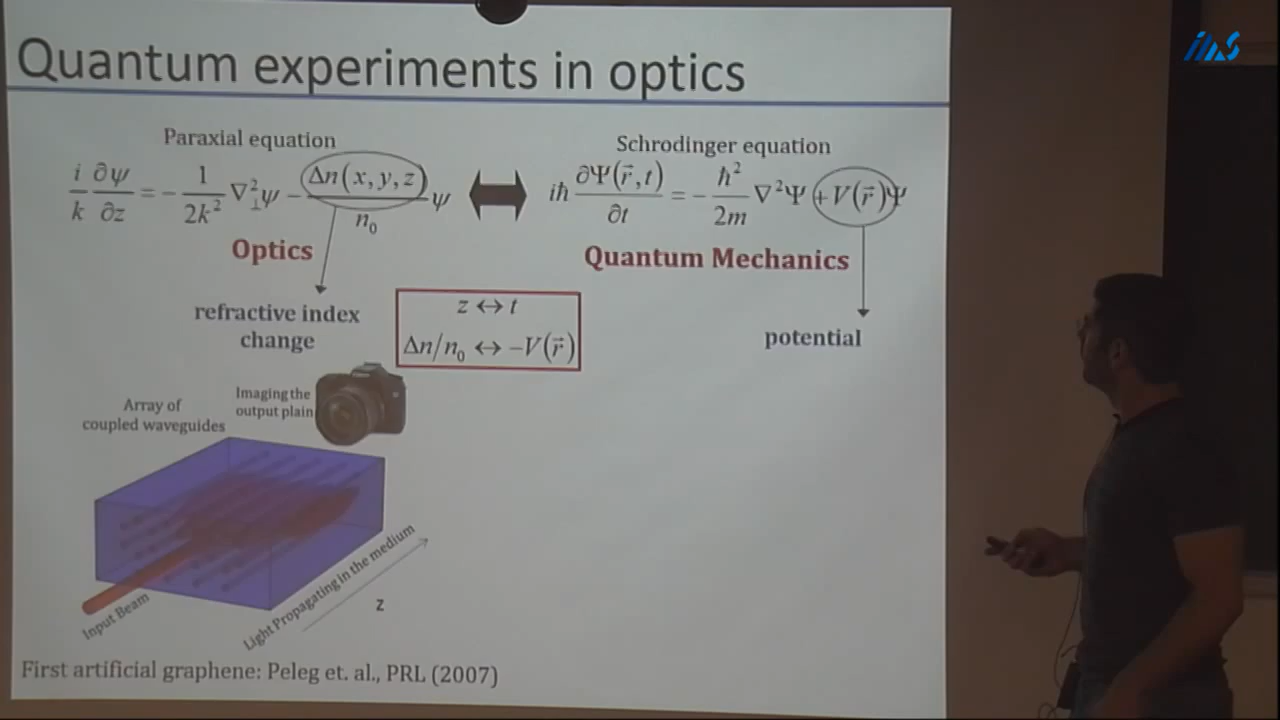 Quantum experiments in optics
Paraxial equation
Schrodinger equation
i/k ∂ψ/∂z = − 1/2k² ∇⊥²ψ − Δn(x,y,z)/n₀ ψ
iħ ∂Ψ(r⃗,t)/∂t = − ħ²/2m ∇²Ψ + V(r⃗)Ψ
Optics
Quantum Mechanics
refractive index
change
z ↔ t
Δn/n₀ ↔ −V(r⃗)
potential
Array of
coupled waveguides
Imaging the
output plain
Input Beam
Light Propagating in the medium
z
First artificial graphene: Peleg et. al., PRL (2007)